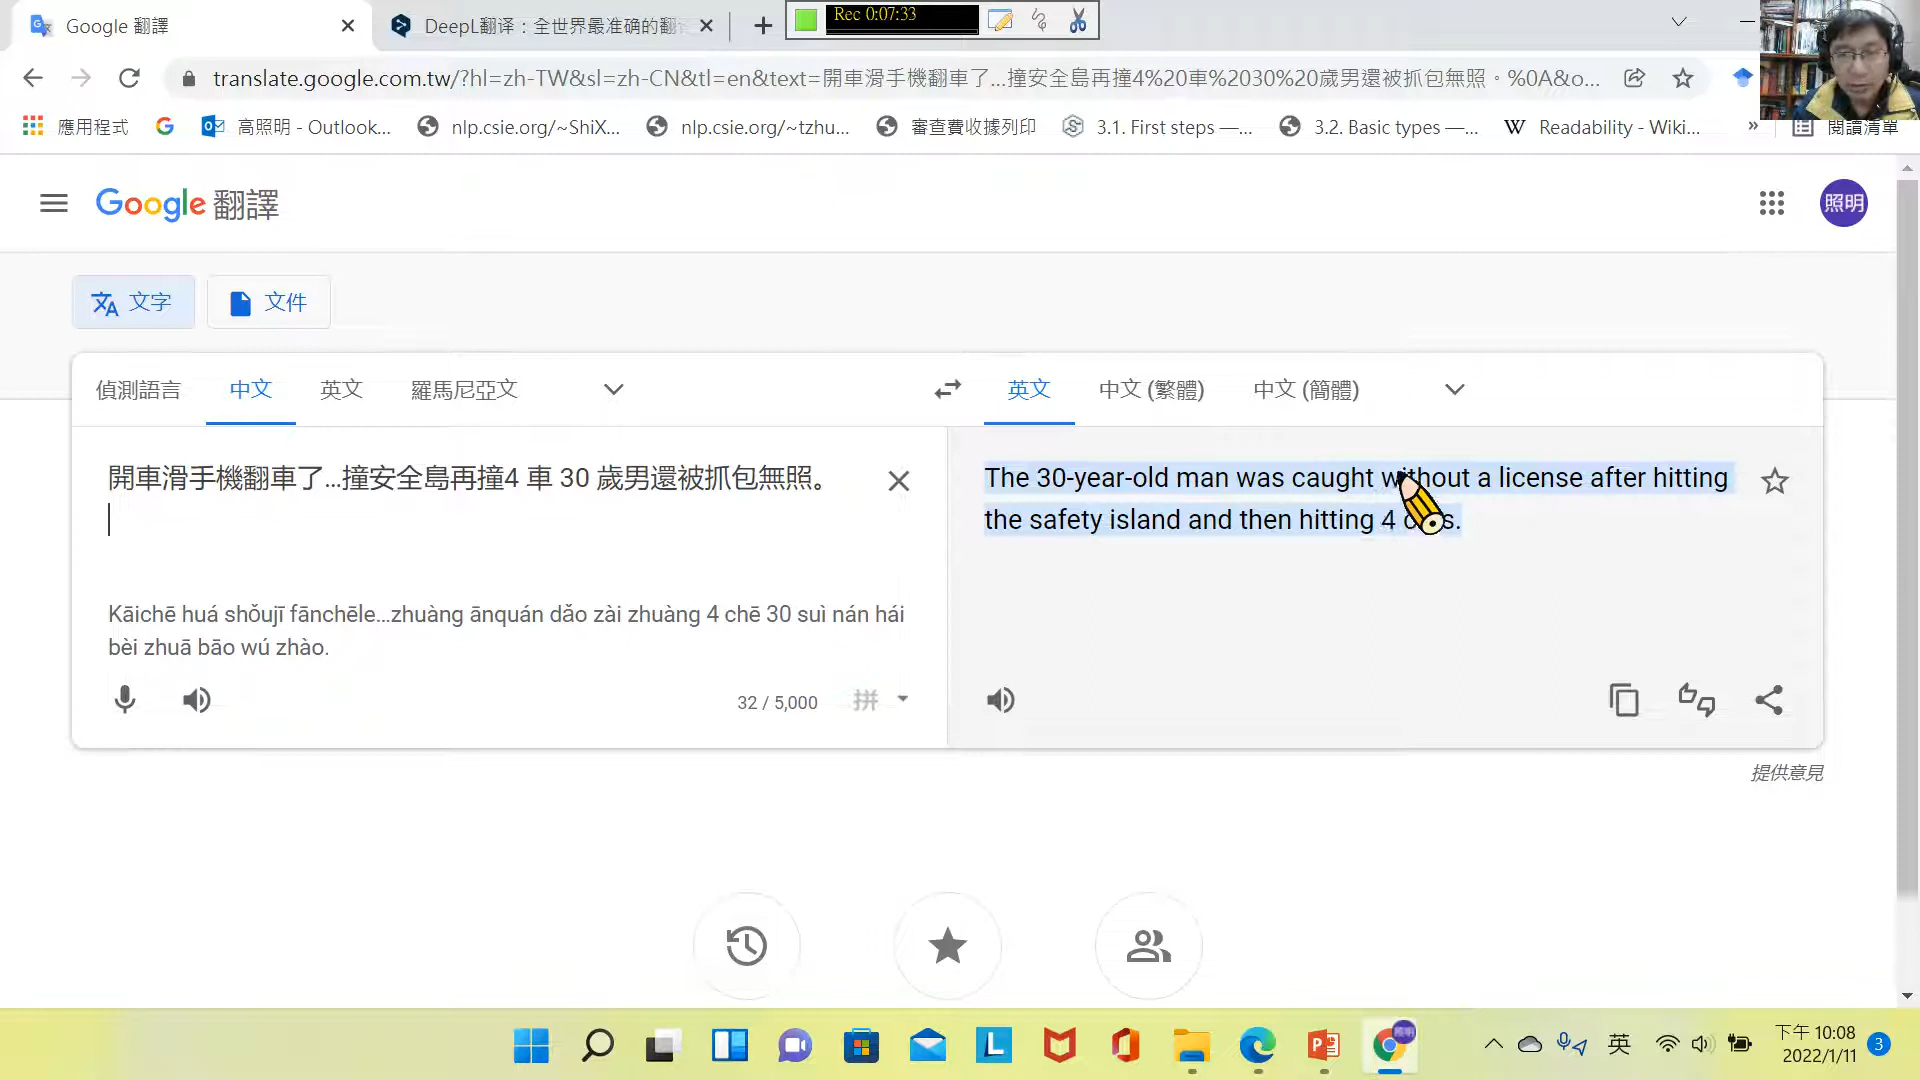 Google 翻譯
DeepL翻译：全世界最准确的翻
Rec 0:07:33
translate.google.com.tw/?hl=zh-TW&sl=zh-CN&tl=en&text=開車滑手機翻車了...撞安全島再撞4%20車%2030%20歲男還被抓包無照。%0A&o...
應用程式
高照明 - Outlook...
nlp.csie.org/~ShiX...
nlp.csie.org/~tzhu...
審查費收據列印
3.1. First steps —...
3.2. Basic types —...
W Readability - Wiki...
»
閱讀清單
Google 翻譯
照明
文字
文件
偵測語言
中文
英文
羅馬尼亞文
英文
中文 (繁體)
中文 (簡體)
開車滑手機翻車了...撞安全島再撞4 車 30 歲男還被抓包無照。
The 30-year-old man was caught without a license after hitting
the safety island and then hitting 4 cars.
Kāichē huá shǒujī fānchēle...zhuàng ānquán dǎo zài zhuàng 4 chē 30 suì nán hái
bèi zhuā bāo wú zhào.
32 / 5,000
拼
提供意見
英
下午 10:08
2022/1/11
3